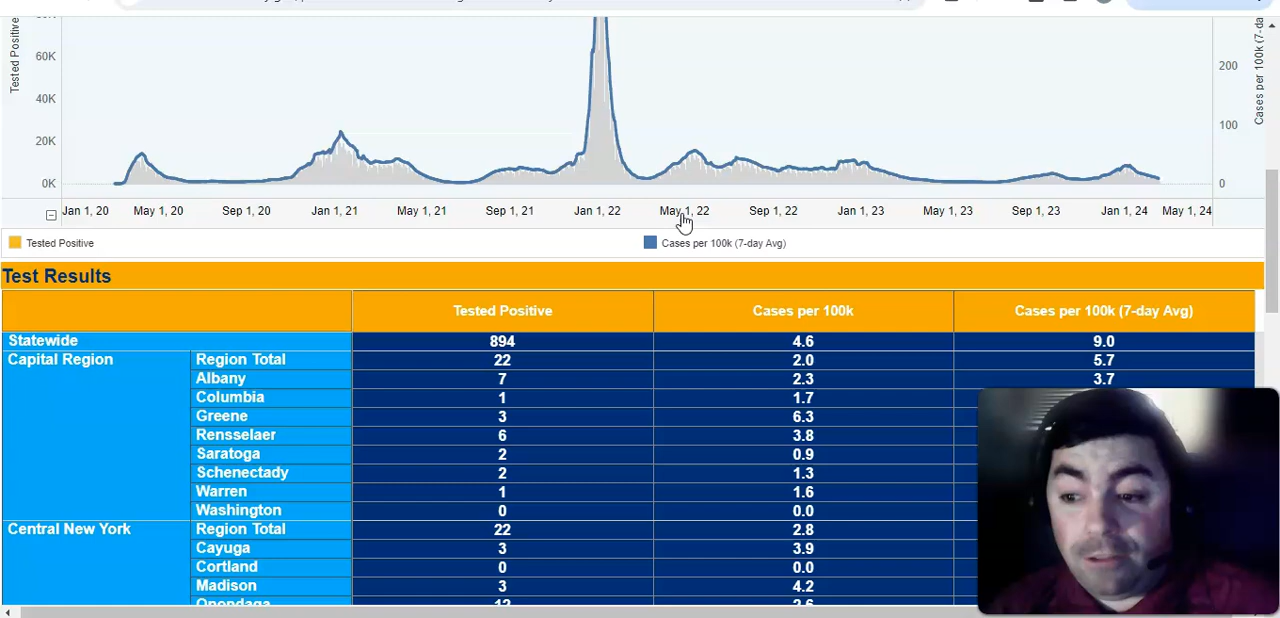 Tested Positive
60K
40K
20K
0K
200
100
0
Cases per 100k (7-da
Jan 1, 20 May 1, 20 Sep 1, 20 Jan 1, 21 May 1, 21 Sep 1, 21 Jan 1, 22 May 1, 22 Sep 1, 22 Jan 1, 23 May 1, 23 Sep 1, 23 Jan 1, 24 May 1, 24
Tested Positive Cases per 100k (7-day Avg)
Test Results
Tested Positive Cases per 100k Cases per 100k (7-day Avg)
Statewide 894 4.6 9.0
Capital Region Region Total 22 2.0 5.7
Albany 7 2.3 3.7
Columbia 1 1.7
Greene 3 6.3
Rensselaer 6 3.8
Saratoga 2 0.9
Schenectady 2 1.3
Warren 1 1.6
Washington 0 0.0
Central New York Region Total 22 2.8
Cayuga 3 3.9
Cortland 0 0.0
Madison 3 4.2
Onondaga 12 2.6